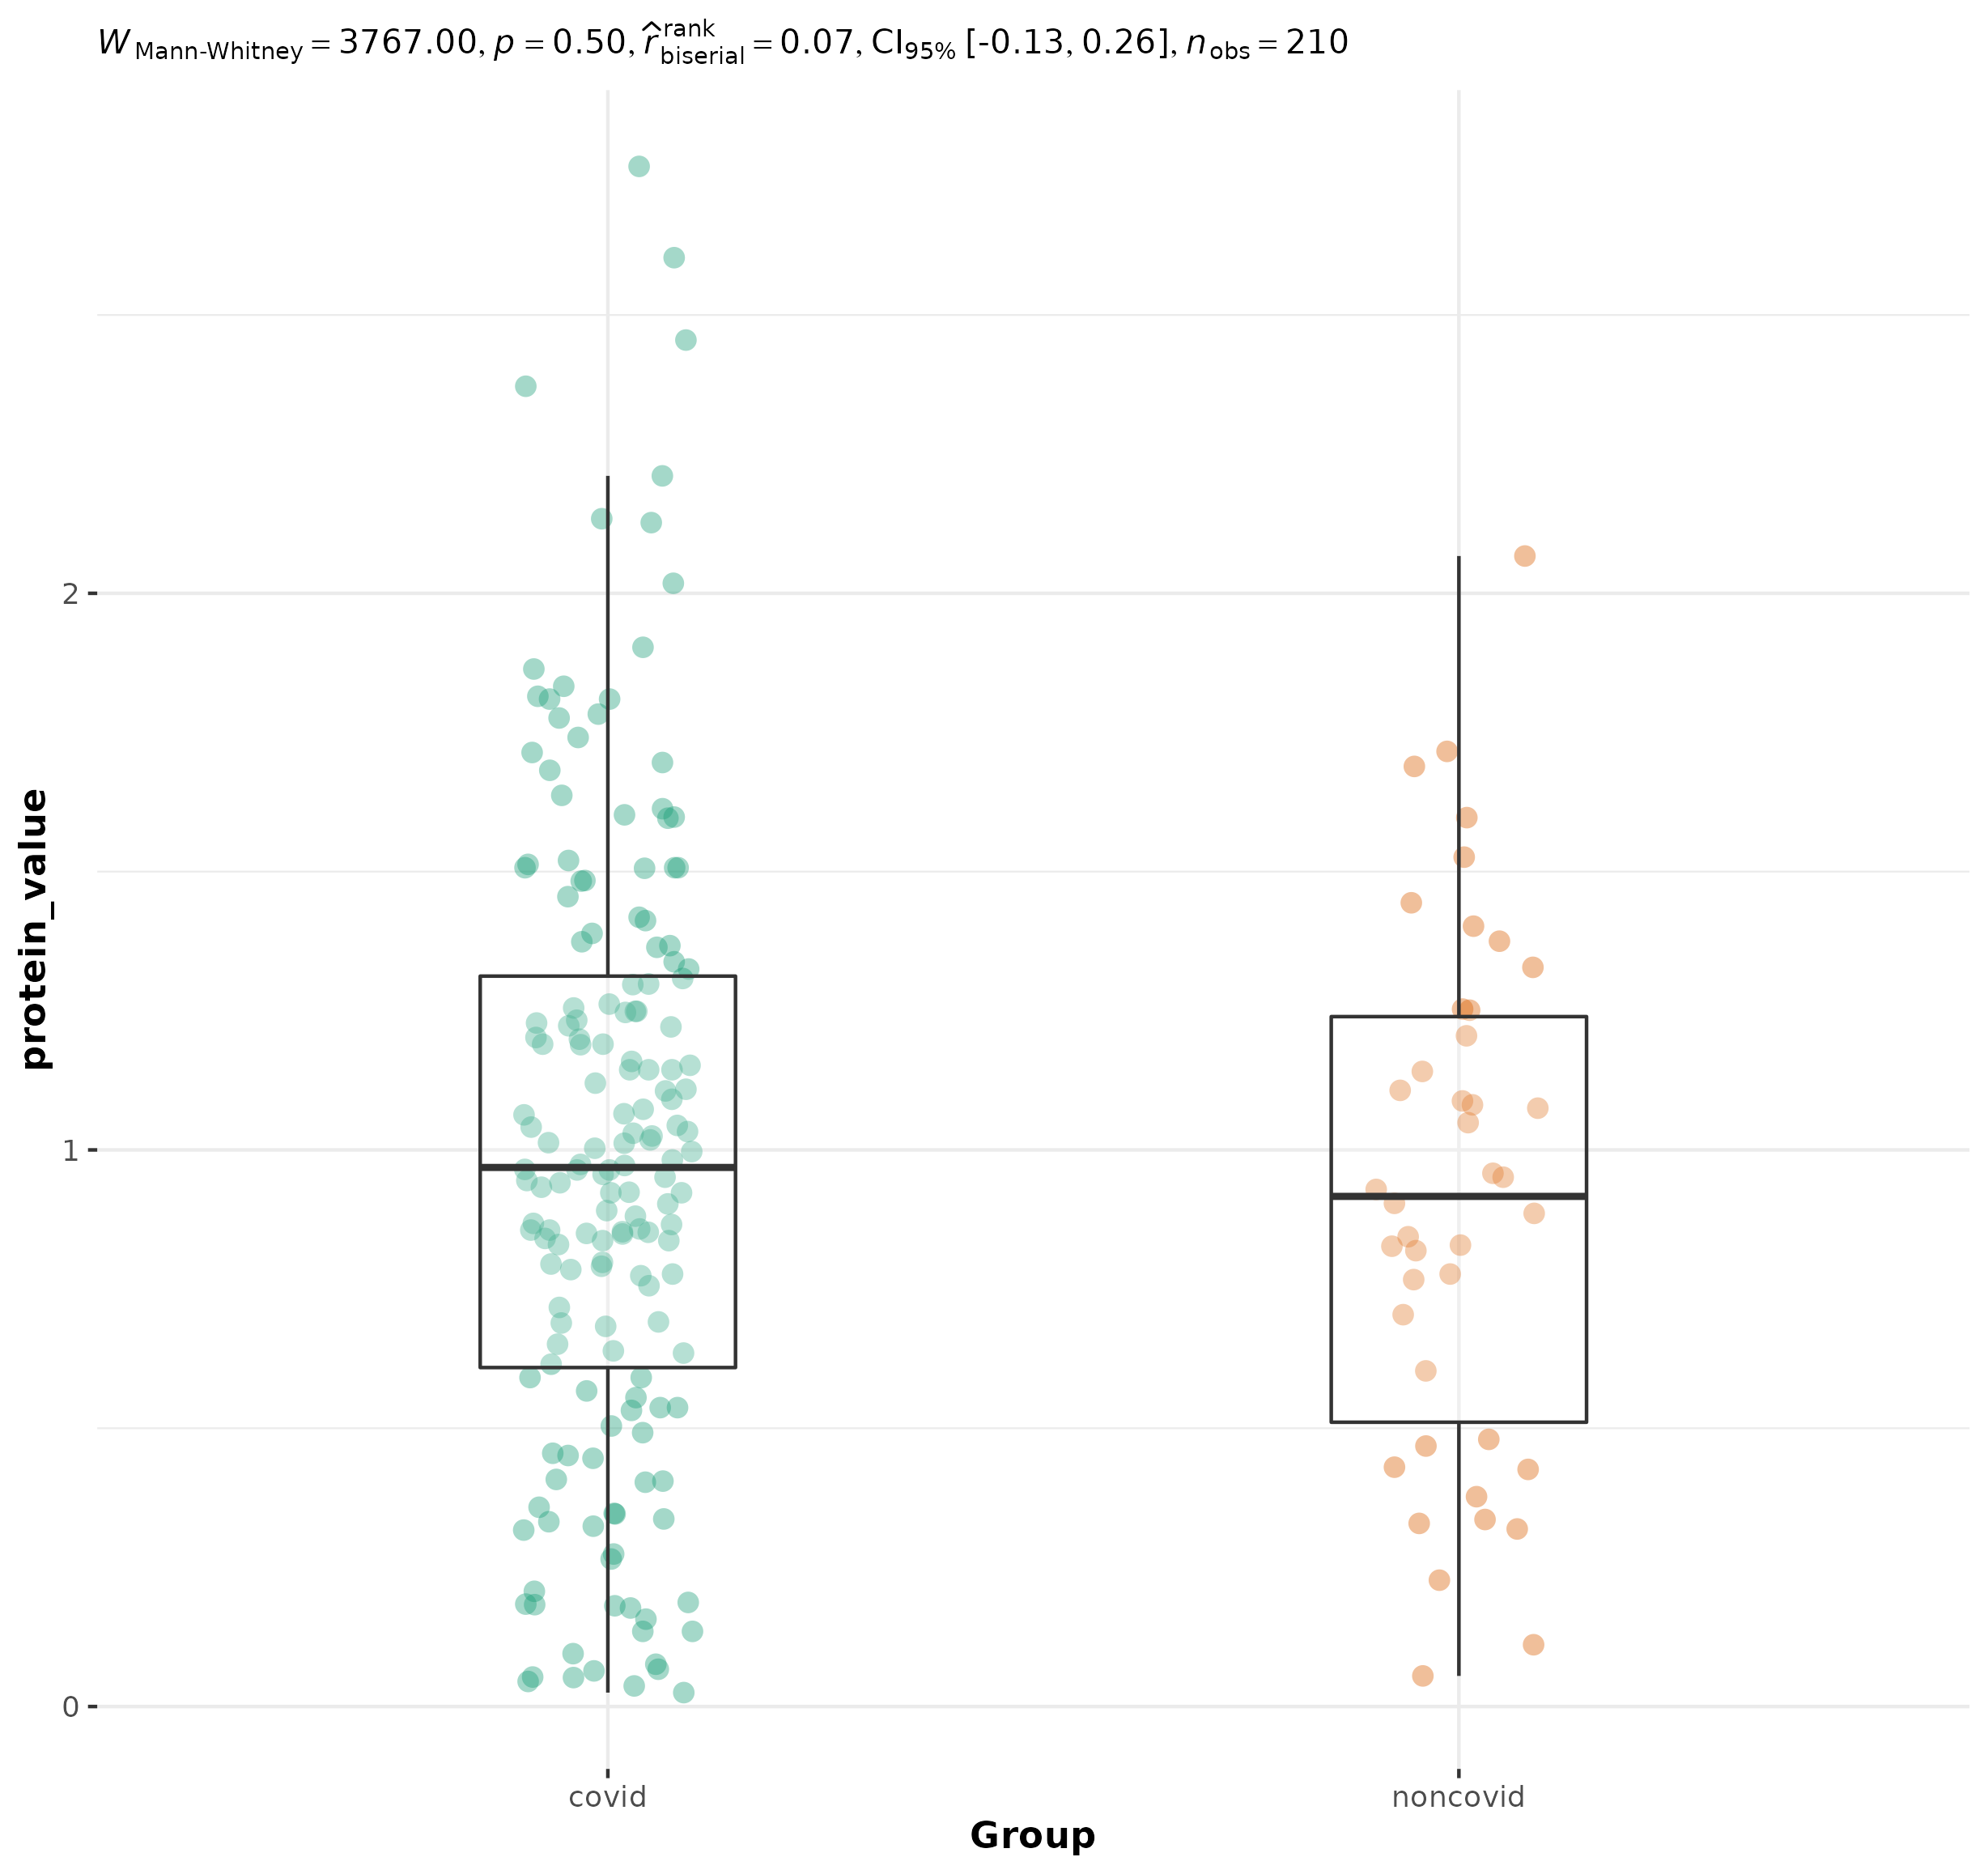 W Mann-Whitney = 3767.00, p = 0.50, r̂ rank biserial = 0.07, CI95% [-0.13, 0.26], n obs = 210
protein_value
2
1
0
covid noncovid
Group